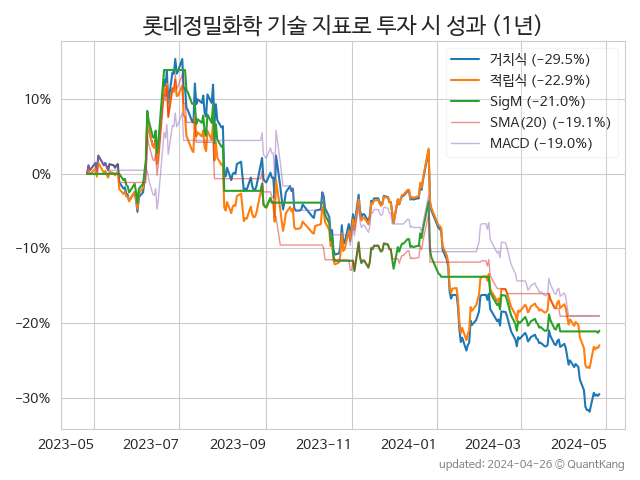 롯데정밀화학 기술 지표로 투자 시 성과 (1년)
거치식 (−29.5%)
적립식 (−22.9%)
SigM (−21.0%)
SMA(20) (−19.1%)
MACD (−19.0%)
10%
0%
−10%
−20%
−30%
2023-05 2023-07 2023-09 2023-11 2024-01 2024-03 2024-05
updated: 2024-04-26 © QuantKang